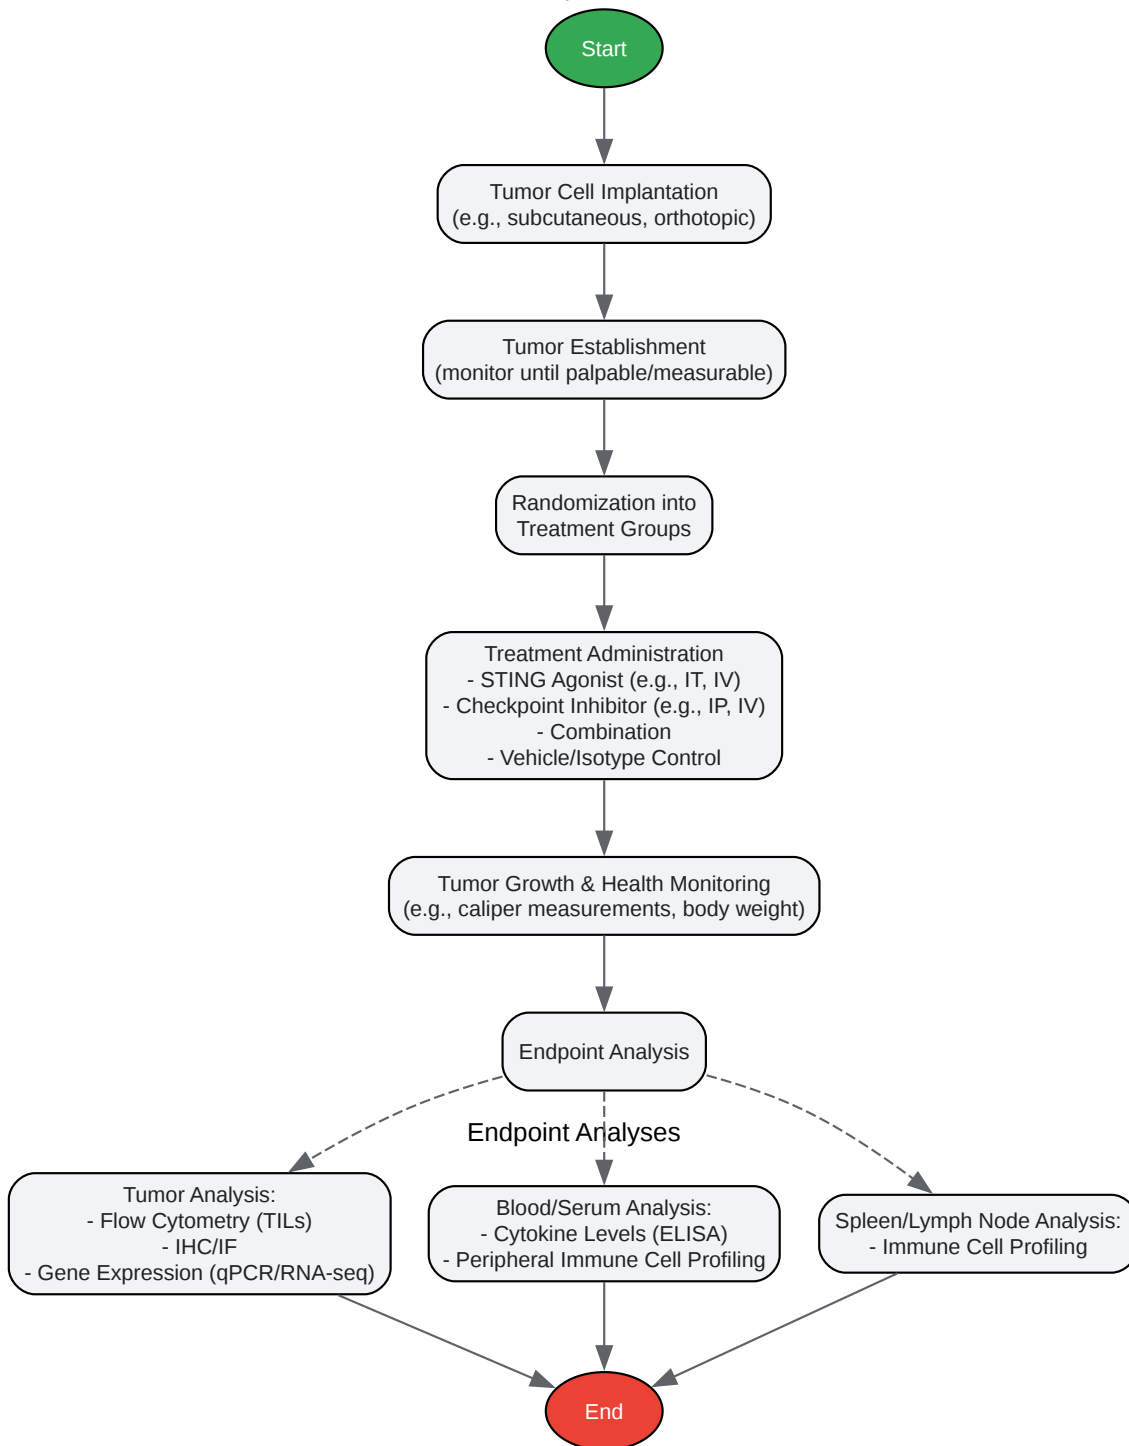 Start
Tumor Cell Implantation
(e.g., subcutaneous, orthotopic)
Tumor Establishment
(monitor until palpable/measurable)
Randomization into
Treatment Groups
Treatment Administration
- STING Agonist (e.g., IT, IV)
- Checkpoint Inhibitor (e.g., IP, IV)
- Combination
- Vehicle/Isotype Control
Tumor Growth & Health Monitoring
(e.g., caliper measurements, body weight)
Endpoint Analysis
Endpoint Analyses
Tumor Analysis:
- Flow Cytometry (TILs)
- IHC/IF
- Gene Expression (qPCR/RNA-seq)
Blood/Serum Analysis:
- Cytokine Levels (ELISA)
- Peripheral Immune Cell Profiling
Spleen/Lymph Node Analysis:
- Immune Cell Profiling
End